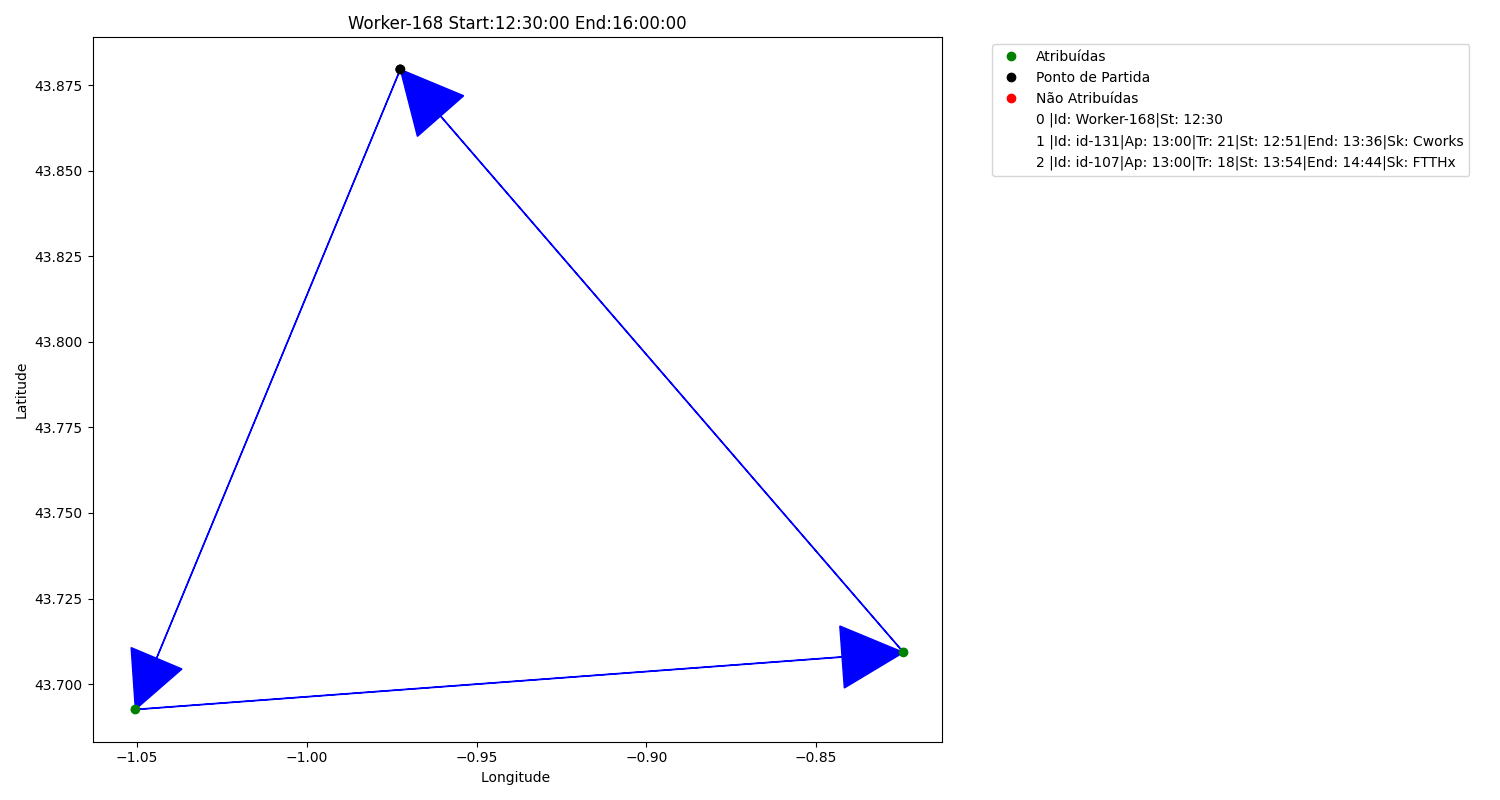 Worker-168 Start:12:30:00 End:16:00:00
43.875
43.850
43.825
43.800
43.775
43.750
43.725
43.700
Latitude
−1.05
−1.00
−0.95
−0.90
−0.85
Longitude
Atribuídas
Ponto de Partida
Não Atribuídas
0 |Id: Worker-168|St: 12:30
1 |Id: id-131|Ap: 13:00|Tr: 21|St: 12:51|End: 13:36|Sk: Cworks
2 |Id: id-107|Ap: 13:00|Tr: 18|St: 13:54|End: 14:44|Sk: FTTHx